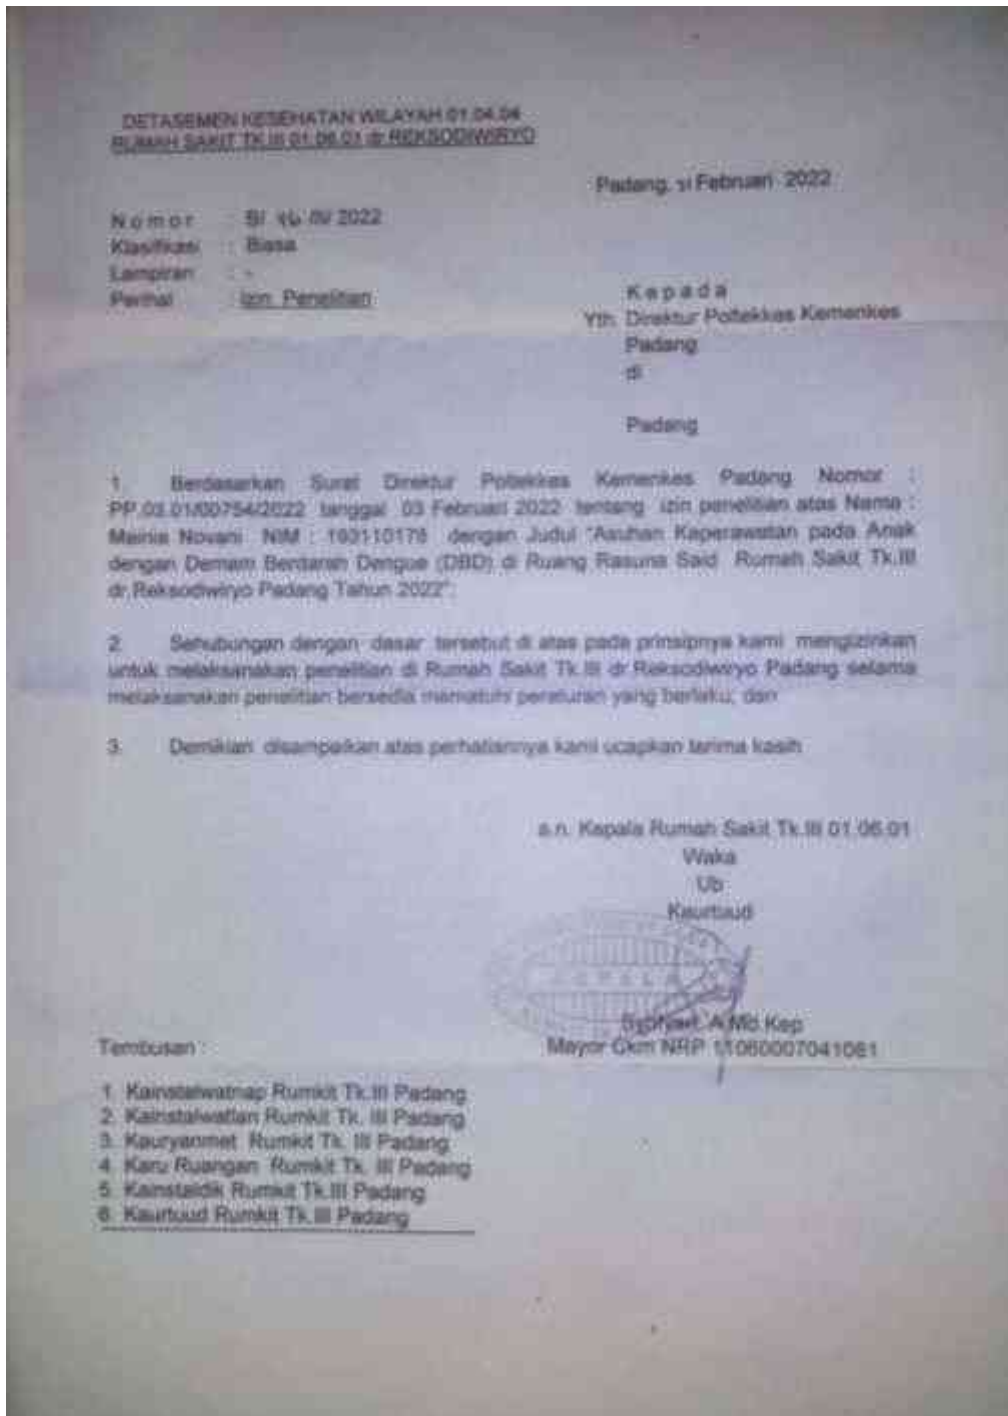 DETASEMEN KESEHATAN WILAYAH 01.04.04
RUMAH SAKIT TK.III 01.06.01 dr REKSODIWIRYO
Padang, Februari 2022
Nomor : B/ 2022
Klasifikasi : Biasa
Lampiran : -
Perihal : Izin Penelitian
Kepada
Yth. Direktur Poltekkes Kemenkes
Padang
di
Padang
1. Berdasarkan Surat Direktur Poltekkes Kemenkes Padang Nomor :
PP.03.01/00754/2022 tanggal 03 Februari 2022 tentang izin penelitian atas Nama :
Mainia Novani NIM : 193110178 dengan Judul "Asuhan Keperawatan pada Anak
dengan Demam Berdarah Dengue (DBD) di Ruang Rasuna Said Rumah Sakit Tk.III
dr.Reksodiwiryo Padang Tahun 2022";
2. Sehubungan dengan dasar tersebut di atas pada prinsipnya kami mengizinkan
untuk melaksanakan penelitian di Rumah Sakit Tk.III dr.Reksodiwiryo Padang selama
melaksanakan penelitian bersedia mematuhi peraturan yang berlaku; dan
3. Demikian disampaikan atas perhatiannya kami ucapkan terima kasih
a.n. Kepala Rumah Sakit Tk.III 01.06.01
Waka
Ub
Kaurtuud
KEPALA
A.Md.Kep
Mayor Ckm NRP 11060007041081
Tembusan :
1. Kainstalwatnap Rumkit Tk.III Padang
2. Kainstalwatlan Rumkit Tk. III Padang
3. Kauryanmet Rumkit Tk. III Padang
4. Karu Ruangan Rumkit Tk. III Padang
5. Kainstaldik Rumkit Tk.III Padang
6. Kaurtuud Rumkit Tk.III Padang